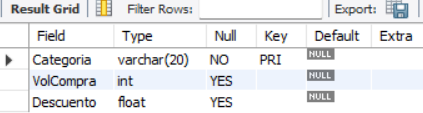 Result Grid Filter Rows: Export:
Field Type Null Key Default Extra
Categoria varchar(20) NO PRI NULL
VolCompra int YES NULL
Descuento float YES NULL